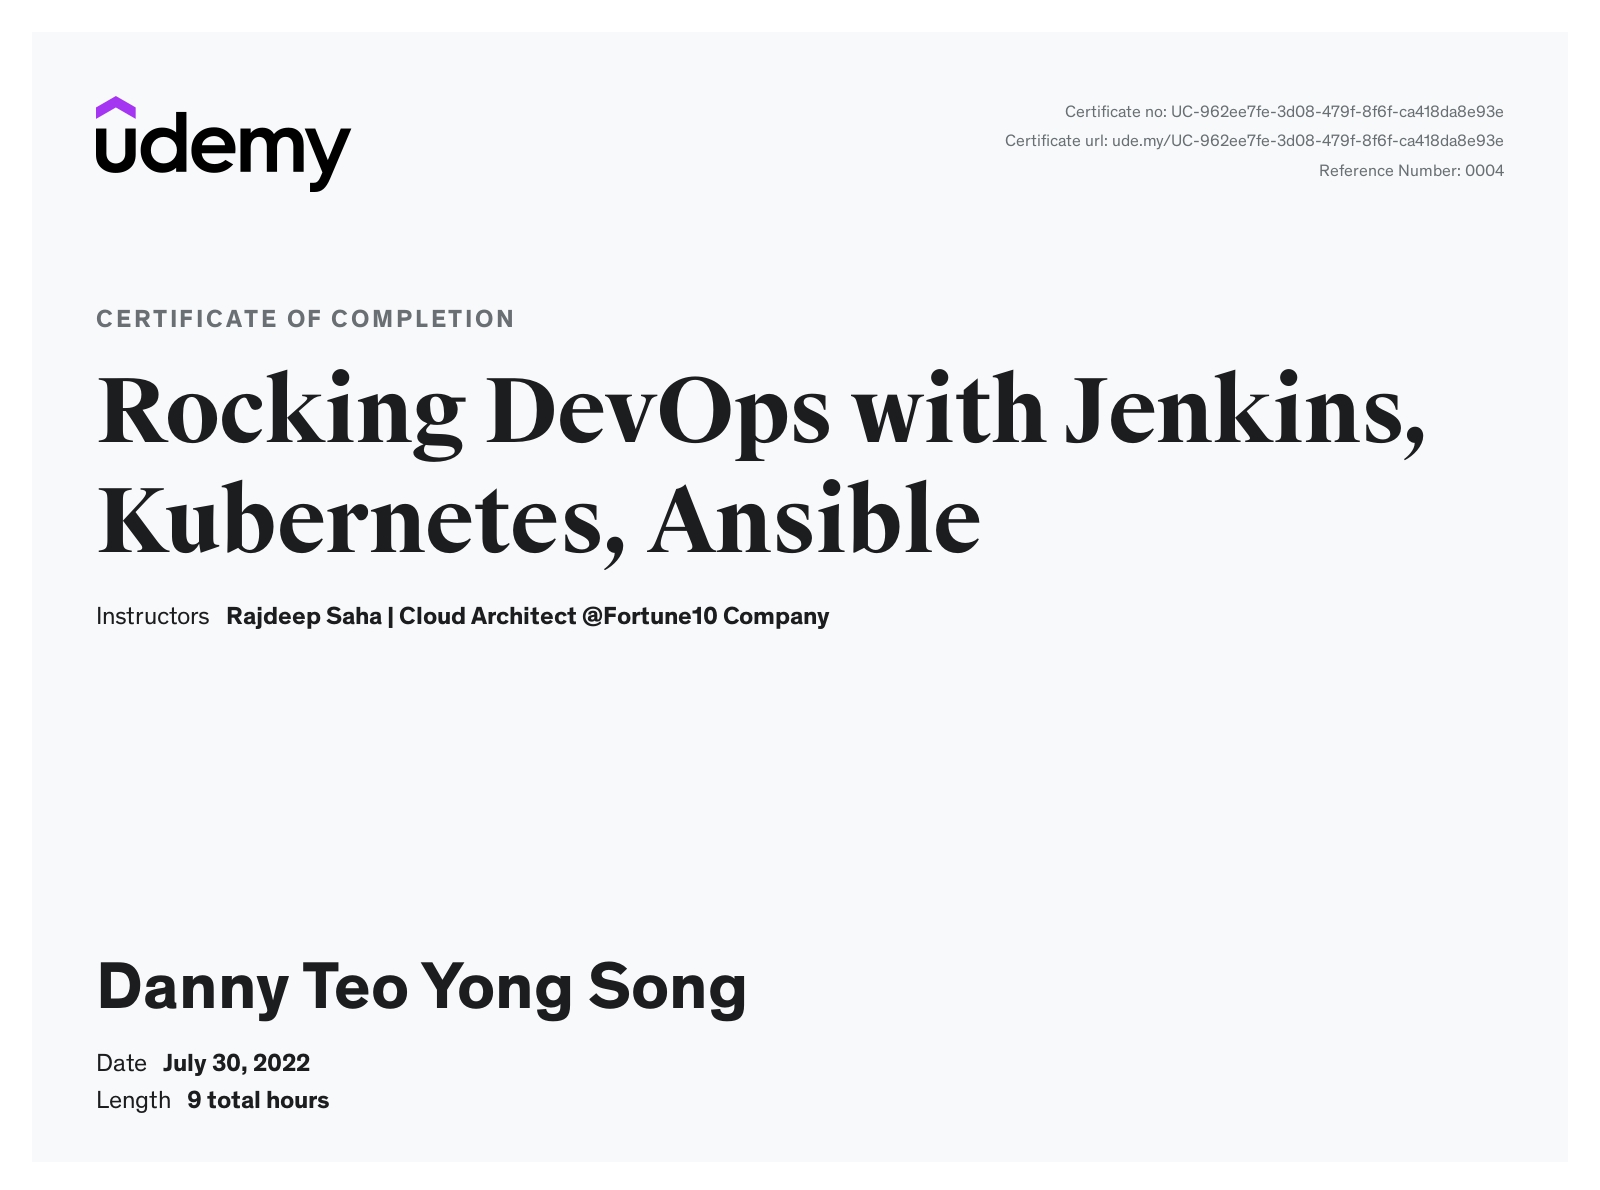 udemy
Certificate no: UC-962ee7fe-3d08-479f-8f6f-ca418da8e93e
Certificate url: ude.my/UC-962ee7fe-3d08-479f-8f6f-ca418da8e93e
Reference Number: 0004
CERTIFICATE OF COMPLETION
Rocking DevOps with Jenkins,
Kubernetes, Ansible
Instructors Rajdeep Saha | Cloud Architect @Fortune10 Company
Danny Teo Yong Song
Date July 30, 2022
Length 9 total hours